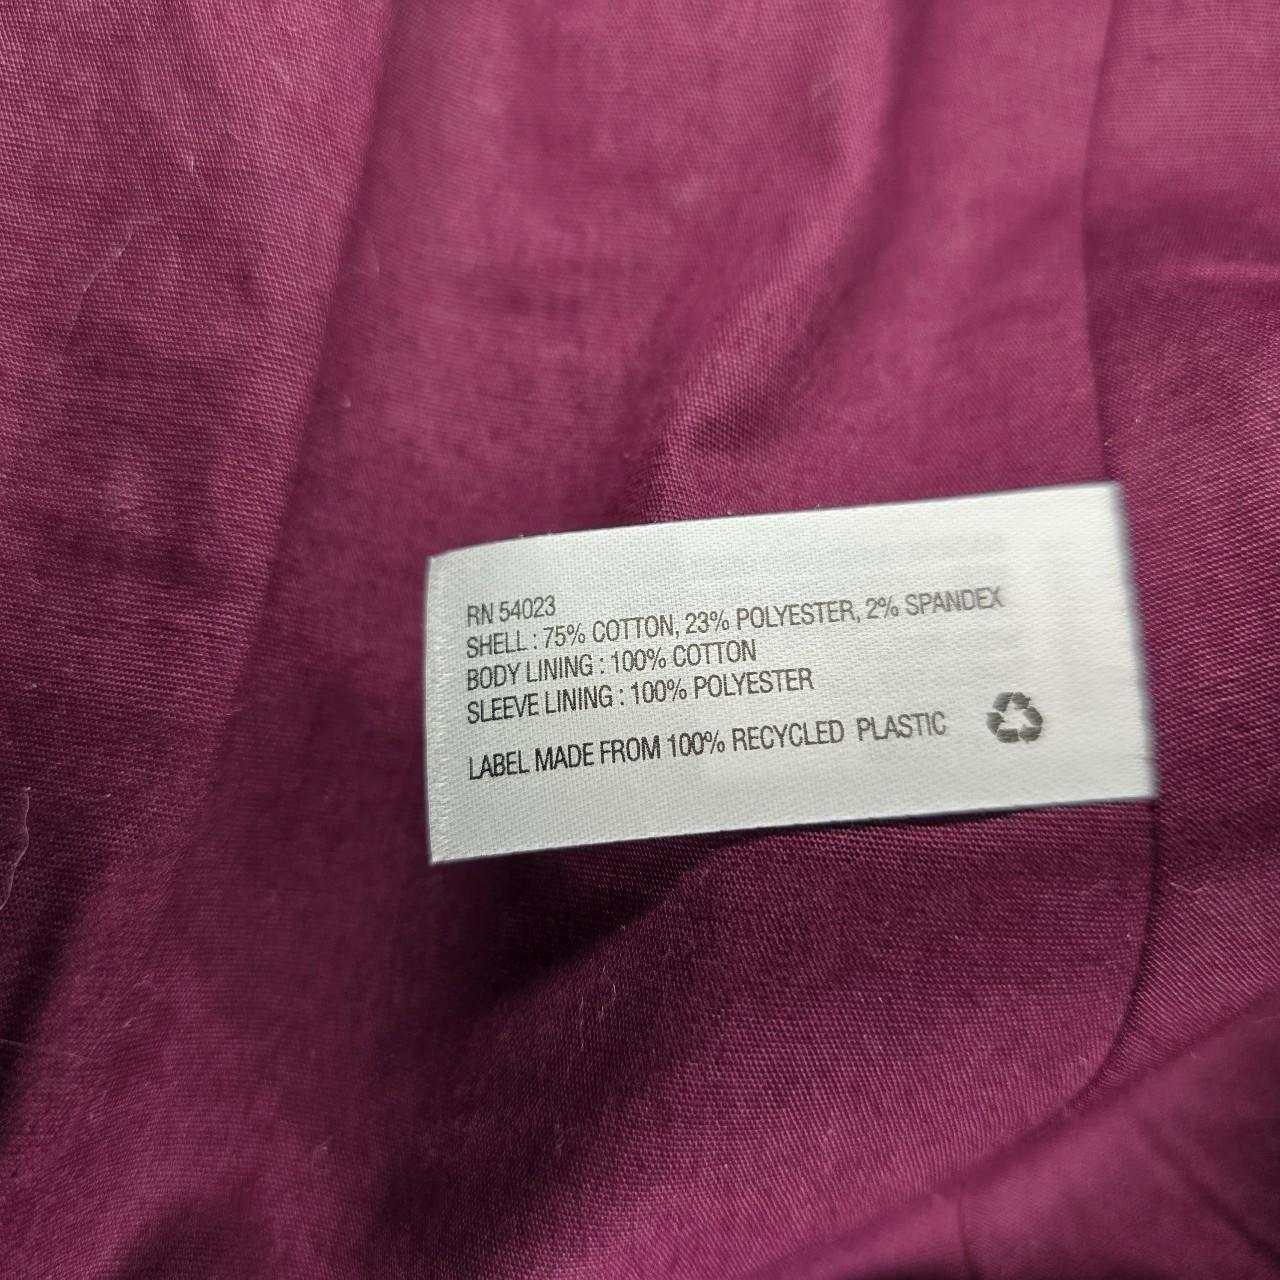 RN 54023
SHELL : 75% COTTON, 23% POLYESTER, 2% SPANDEX
BODY LINING : 100% COTTON
SLEEVE LINING : 100% POLYESTER
LABEL MADE FROM 100% RECYCLED PLASTIC